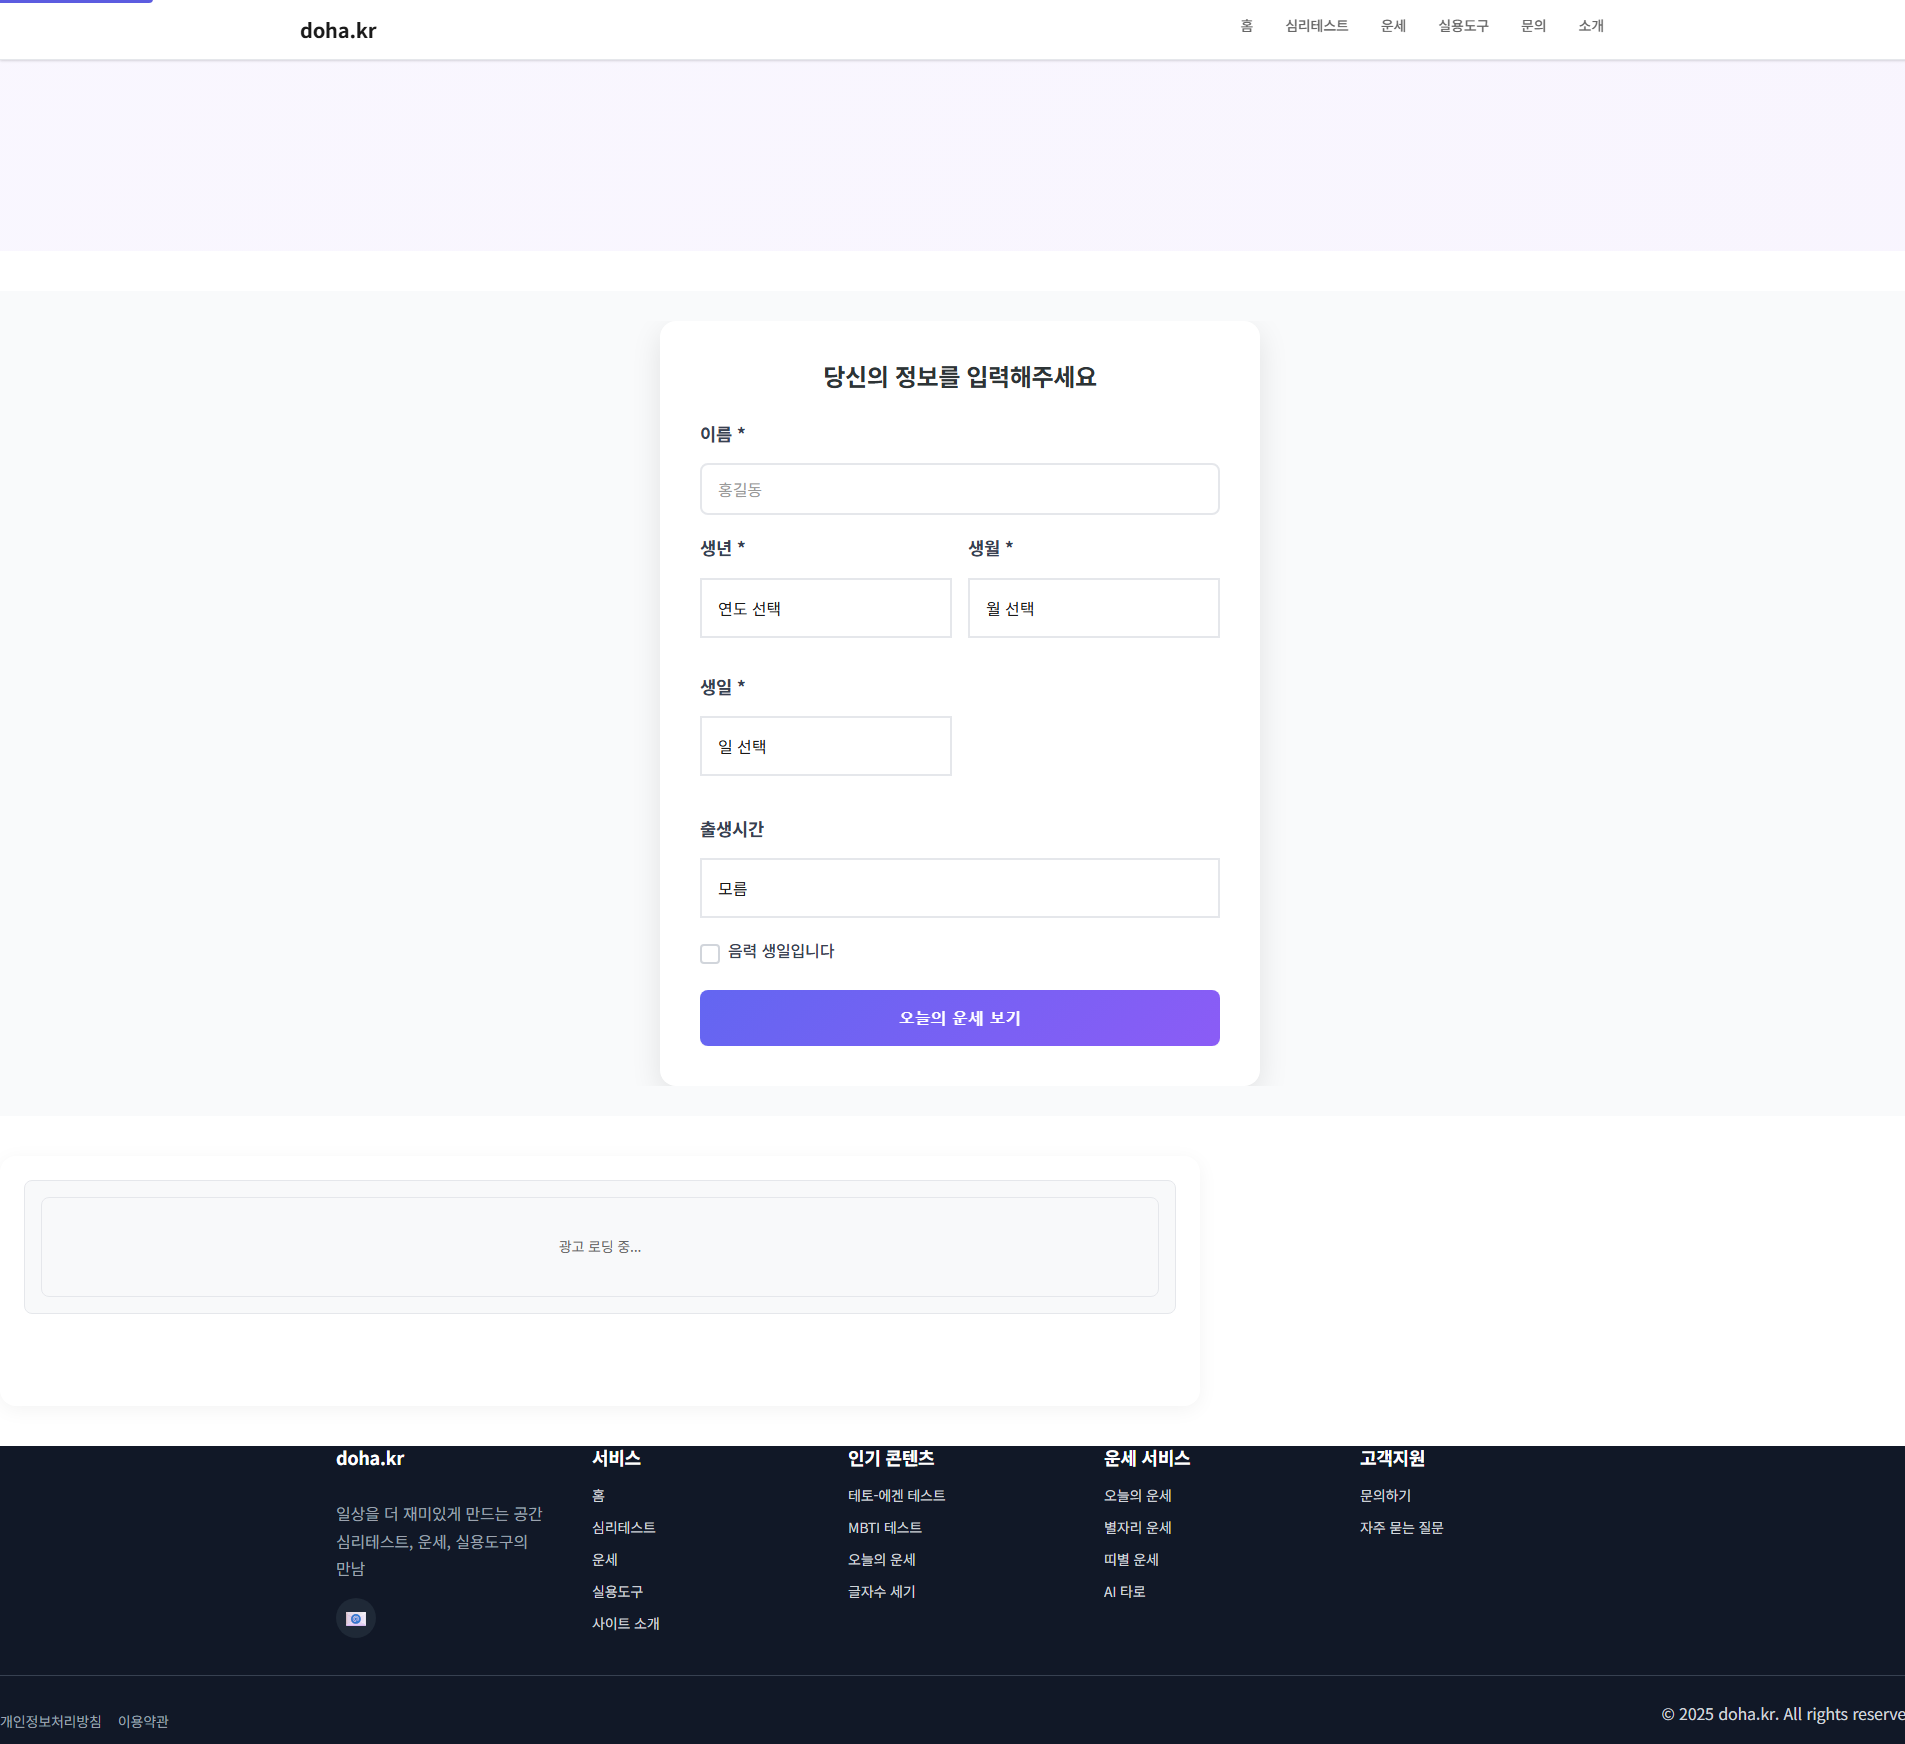 doha.kr
홈 심리테스트 운세 실용도구 문의 소개
당신의 정보를 입력해주세요
이름 *
홍길동
생년 * 생월 *
연도 선택 월 선택
생일 *
일 선택
출생시간
모름
음력 생일입니다
오늘의 운세 보기
광고 로딩 중...
doha.kr
일상을 더 재미있게 만드는 공간
심리테스트, 운세, 실용도구의
만남
서비스
홈
심리테스트
운세
실용도구
사이트 소개
인기 콘텐츠
테토-에겐 테스트
MBTI 테스트
오늘의 운세
글자수 세기
운세 서비스
오늘의 운세
별자리 운세
띠별 운세
AI 타로
고객지원
문의하기
자주 묻는 질문
개인정보처리방침 이용약관
© 2025 doha.kr. All rights reserve